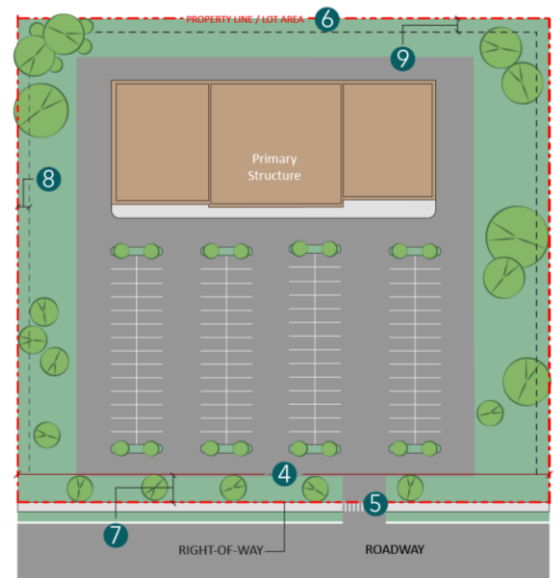 PROPERTY LINE / LOT AREA
6
9
Primary
Structure
8
4
5
7
RIGHT-OF-WAY
ROADWAY